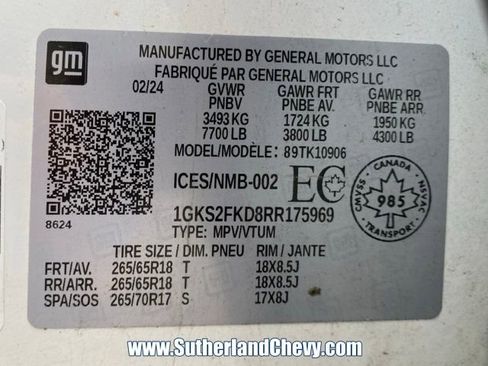 gm
MANUFACTURED BY GENERAL MOTORS LLC
FABRIQUÉ PAR GENERAL MOTORS LLC
02/24 GVWR GAWR FRT GAWR RR
PNBV PNBE AV. PNBE ARR.
3493 KG 1724 KG 1950 KG
7700 LB 3800 LB 4300 LB
MODEL/MODÈLE: 89TK10906
ICES/NMB-002 EC
CANADA
CMVSS NSVAC
985
TRANSPORT
8624
1GKS2FKD8RR175969
TYPE: MPV/VTUM
TIRE SIZE / DIM. PNEU RIM / JANTE
FRT/AV. 265/65R18 T 18X8.5J
RR/ARR. 265/65R18 T 18X8.5J
SPA/SOS 265/70R17 S 17X8J
www.SutherlandChevy.com